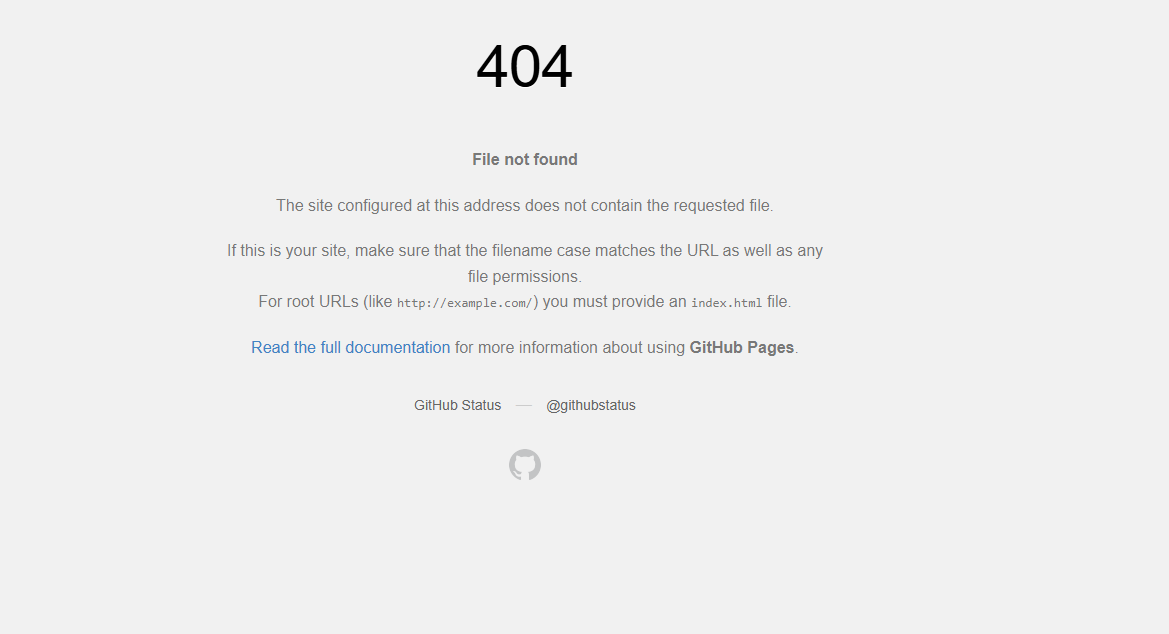 404
File not found
The site configured at this address does not contain the requested file.
If this is your site, make sure that the filename case matches the URL as well as any
file permissions.
For root URLs (like http://example.com/) you must provide an index.html file.
Read the full documentation for more information about using GitHub Pages.
GitHub Status — @githubstatus